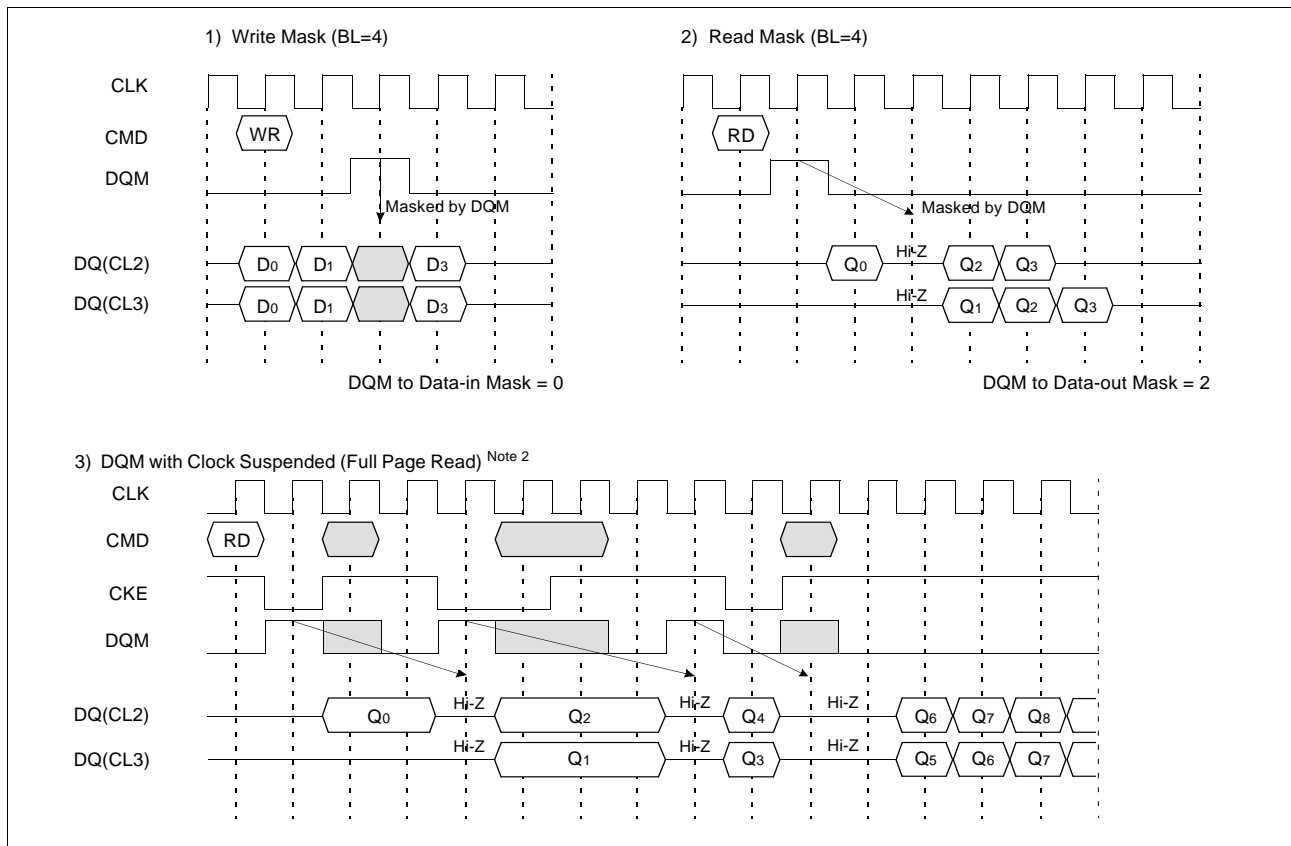 1) Write Mask (BL=4)
2) Read Mask (BL=4)
CLK
CMD
WR
RD
DQM
Masked by DQM
Masked by DQM
DQ(CL2)
D0
D1
D3
Q0
Hi-Z
Q2
Q3
DQ(CL3)
D0
D1
D3
Hi-Z
Q1
Q2
Q3
DQM to Data-in Mask = 0
DQM to Data-out Mask = 2
3) DQM with Clock Suspended (Full Page Read) Note 2
CLK
CMD
RD
CKE
DQM
DQ(CL2)
Q0
Hi-Z
Q2
Hi-Z
Q4
Hi-Z
Q6
Q7
Q8
DQ(CL3)
Hi-Z
Q1
Hi-Z
Q3
Hi-Z
Q5
Q6
Q7